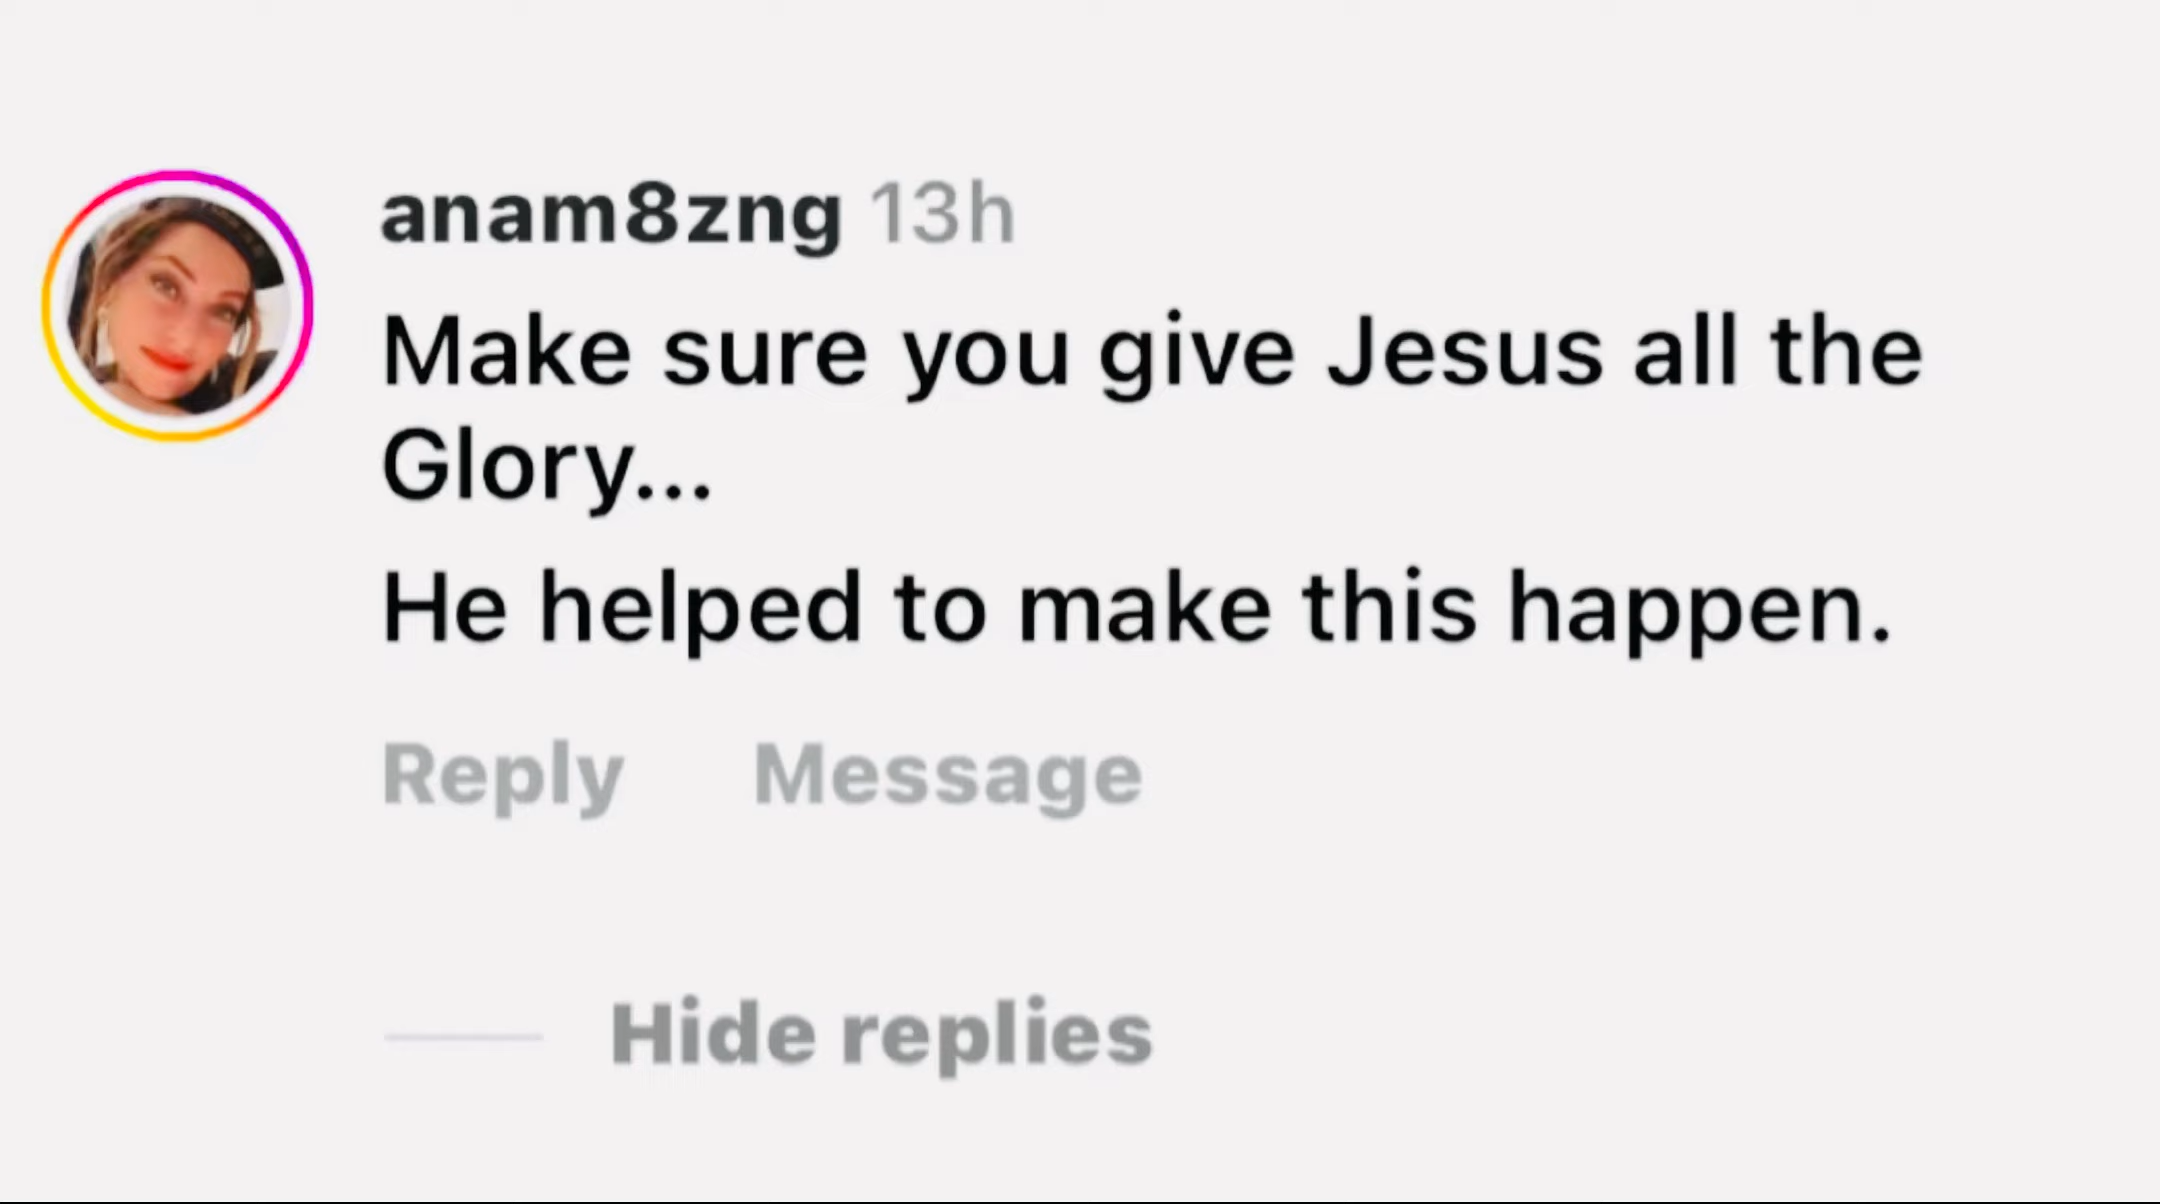 anam8zng 13h
Make sure you give Jesus all the
Glory...
He helped to make this happen.
Reply Message
Hide replies